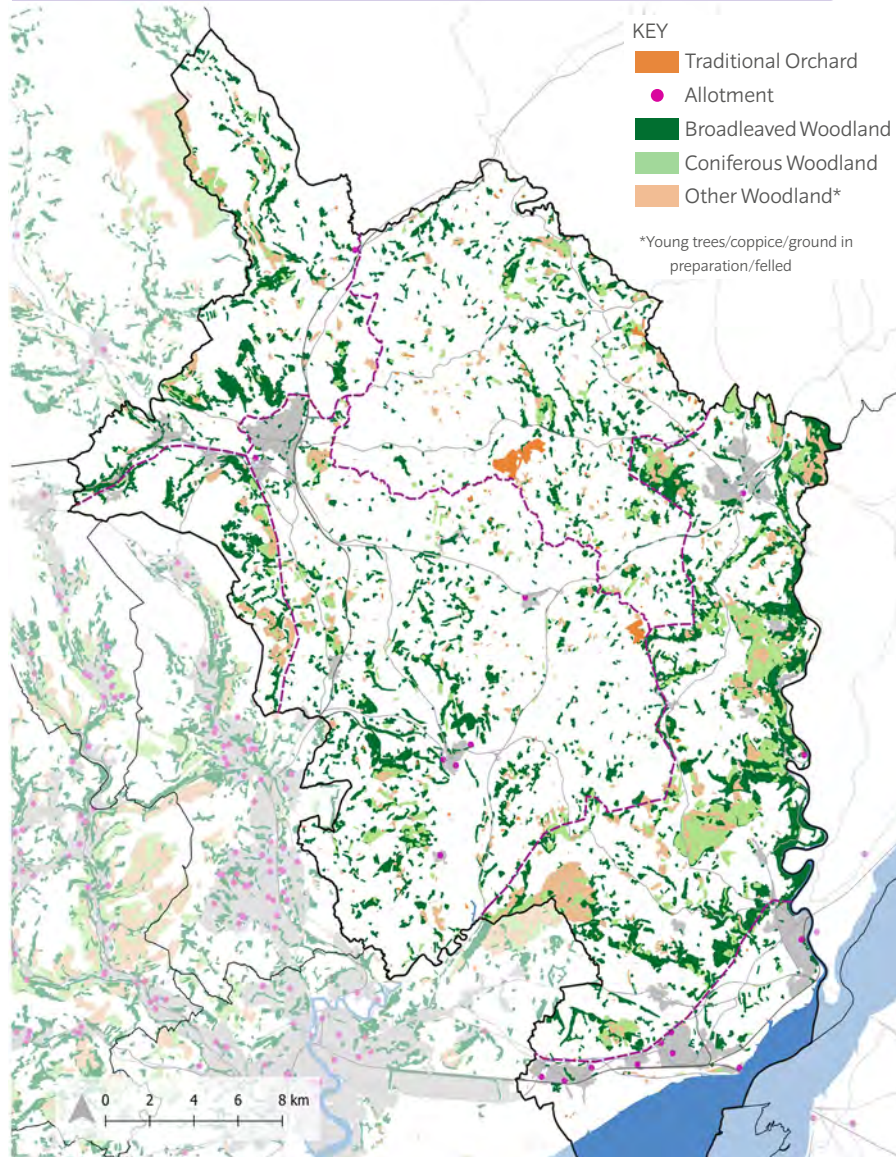 KEY
Traditional Orchard
Allotment
Broadleaved Woodland
Coniferous Woodland
Other Woodland*
*Young trees/coppice/ground in
preparation/felled
0 2 4 6 8 km